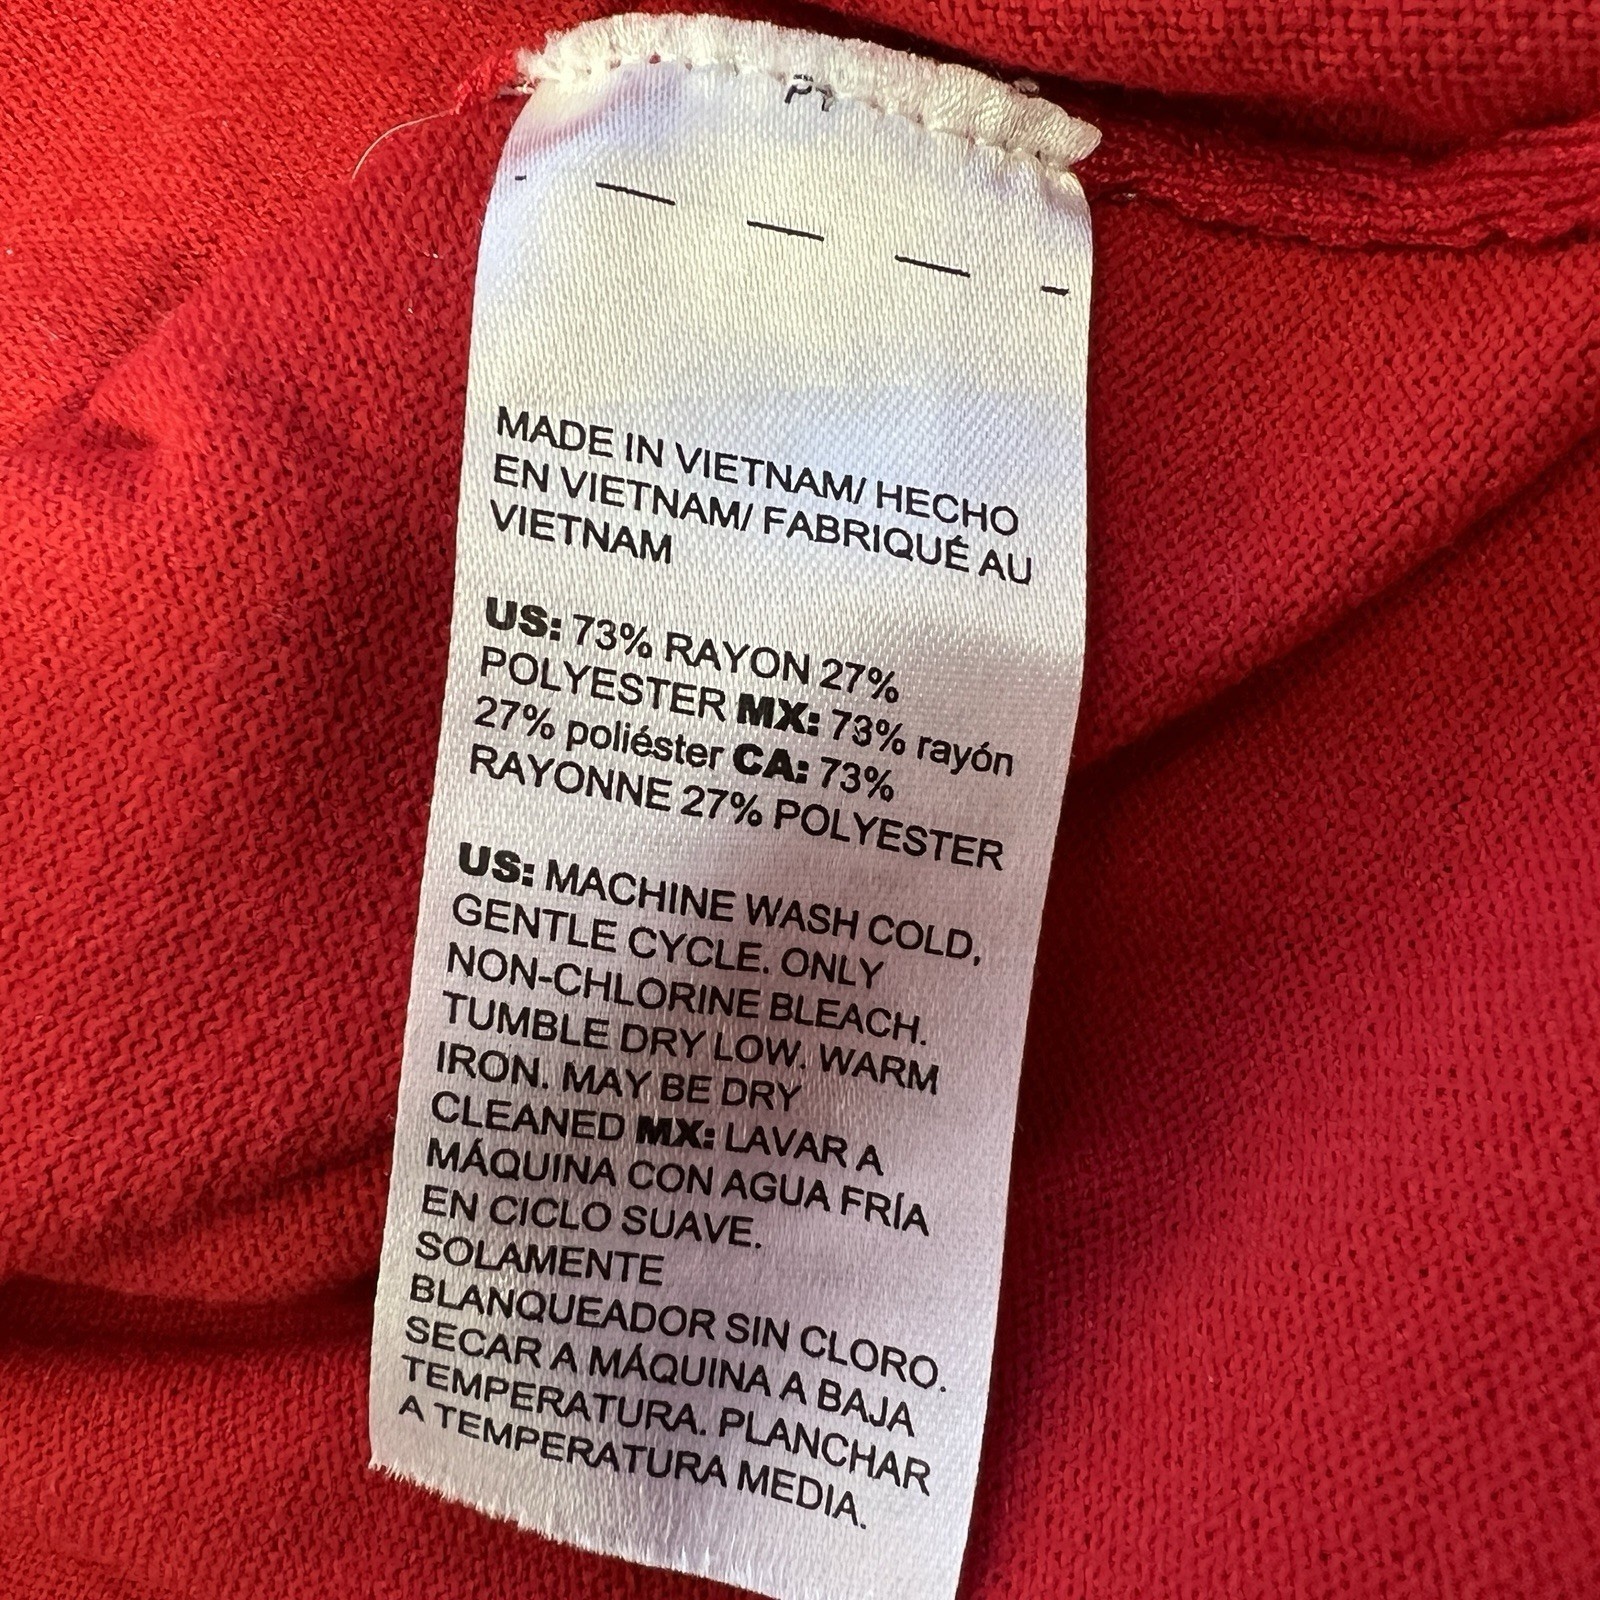 MADE IN VIETNAM/ HECHO
EN VIETNAM/ FABRIQUÉ AU
VIETNAM
US: 73% RAYON 27%
POLYESTER MX: 73% rayón
27% poliéster CA: 73%
RAYONNE 27% POLYESTER
US: MACHINE WASH COLD,
GENTLE CYCLE. ONLY
NON-CHLORINE BLEACH.
TUMBLE DRY LOW. WARM
IRON. MAY BE DRY
CLEANED MX: LAVAR A
MÁQUINA CON AGUA FRÍA
EN CICLO SUAVE.
SOLAMENTE
BLANQUEADOR SIN CLORO.
SECAR A MÁQUINA A BAJA
TEMPERATURA. PLANCHAR
A TEMPERATURA MEDIA.